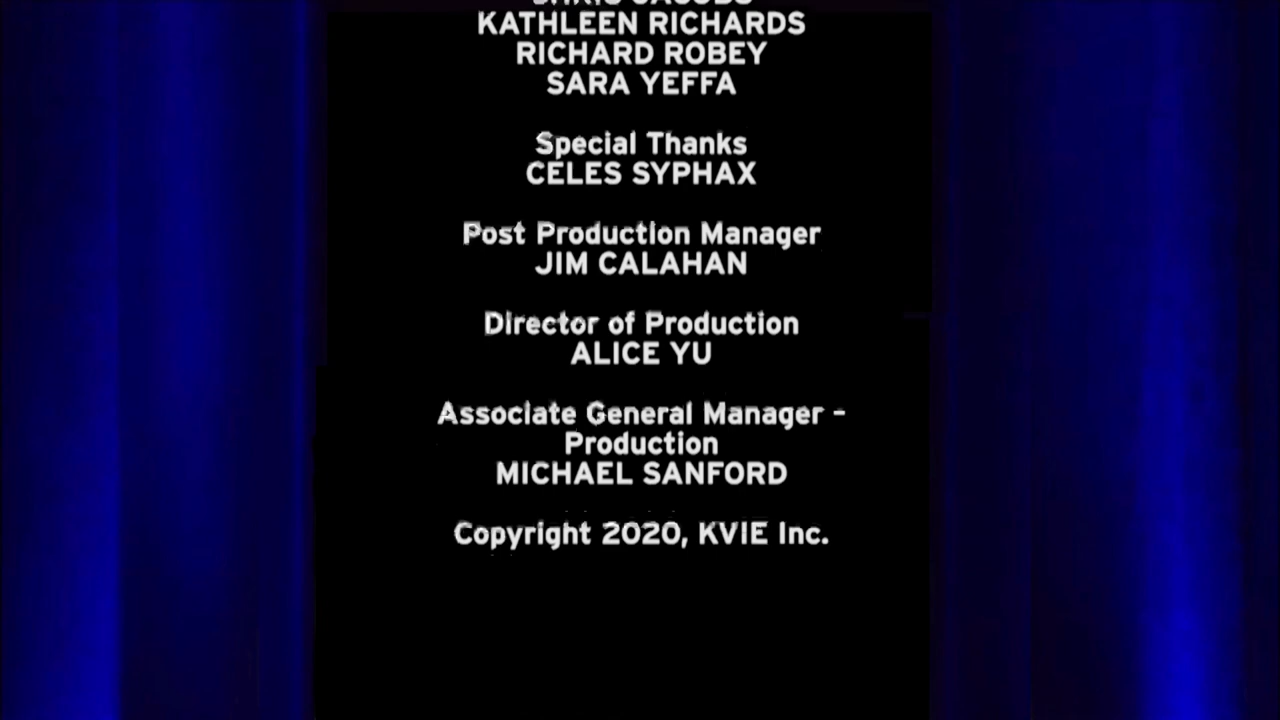 KATHLEEN RICHARDS
RICHARD ROBEY
SARA YEFFA
Special Thanks
CELES SYPHAX
Post Production Manager
JIM CALAHAN
Director of Production
ALICE YU
Associate General Manager –
Production
MICHAEL SANFORD
Copyright 2020, KVIE Inc.